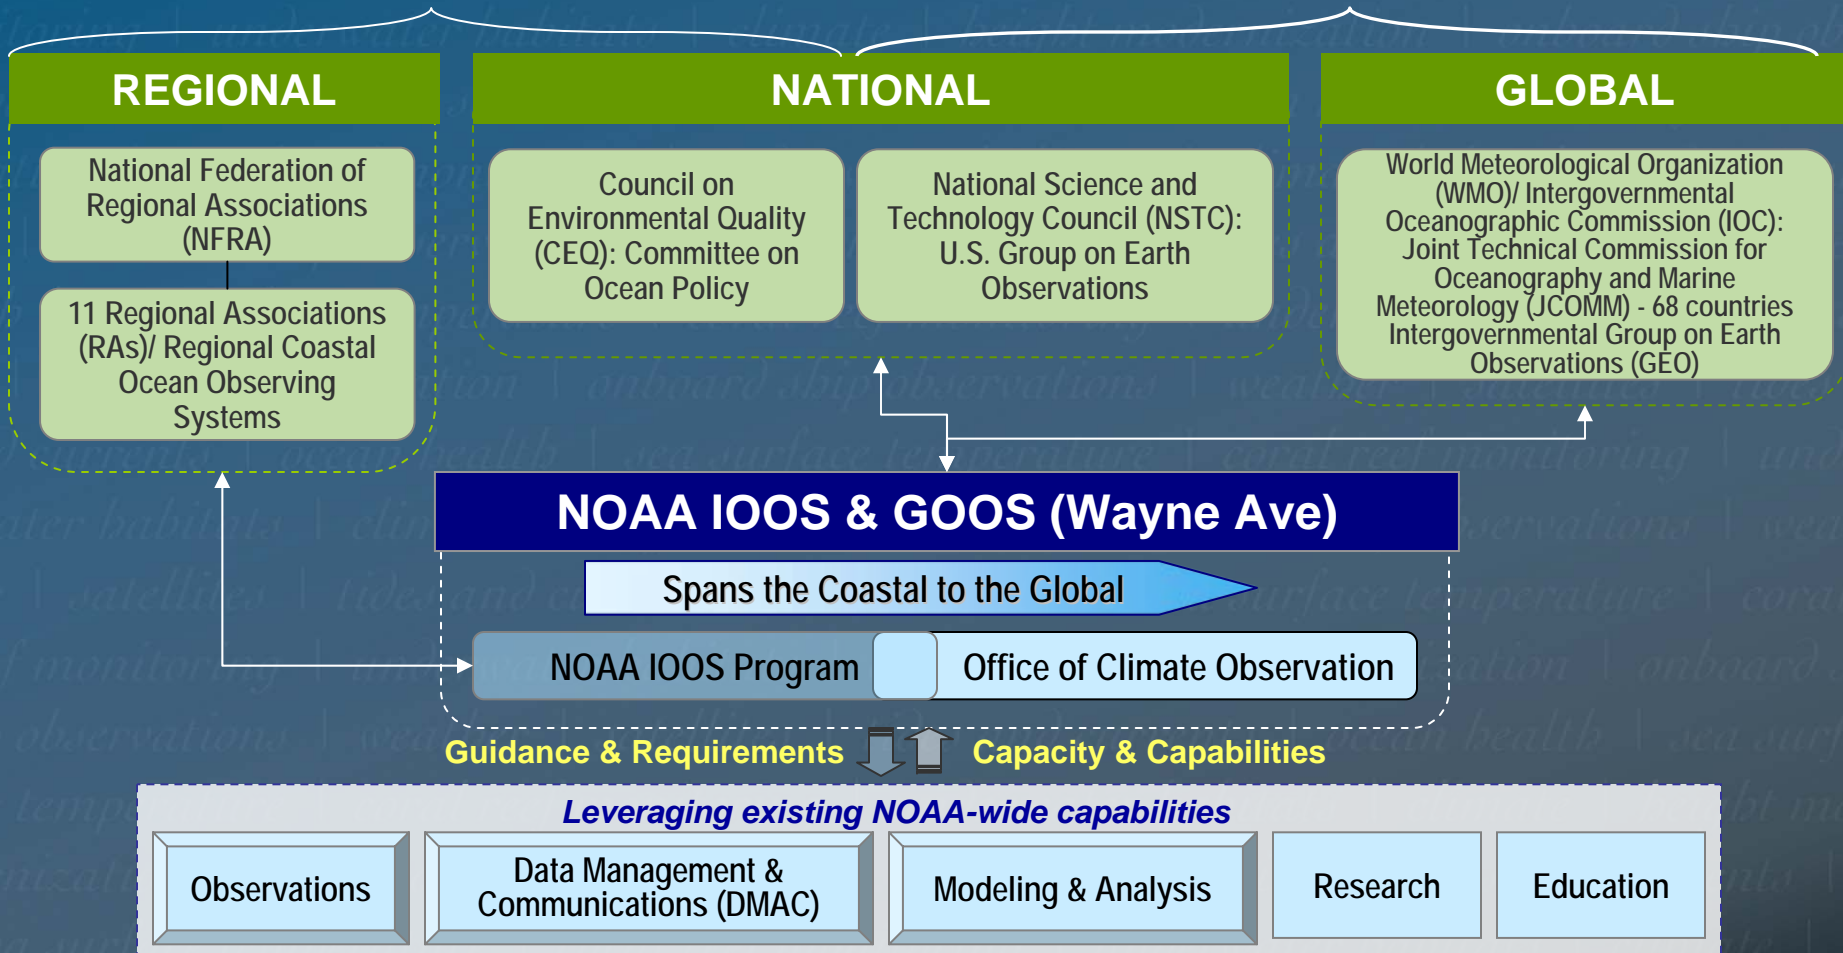 REGIONAL
National Federation of
Regional Associations
(NFRA)
11 Regional Associations
(RAs)/ Regional Coastal
Ocean Observing
Systems
NATIONAL
Council on
Environmental Quality
(CEQ): Committee on
Ocean Policy
National Science and
Technology Council (NSTC):
U.S. Group on Earth
Observations
GLOBAL
World Meteorological Organization
(WMO)/ Intergovernmental
Oceanographic Commission (IOC):
Joint Technical Commission for
Oceanography and Marine
Meteorology (JCOMM) - 68 countries
Intergovernmental Group on Earth
Observations (GEO)
NOAA IOOS & GOOS (Wayne Ave)
Spans the Coastal to the Global
NOAA IOOS Program
Office of Climate Observation
Guidance & Requirements
Capacity & Capabilities
Leveraging existing NOAA-wide capabilities
Observations
Data Management &
Communications (DMAC)
Modeling & Analysis
Research
Education